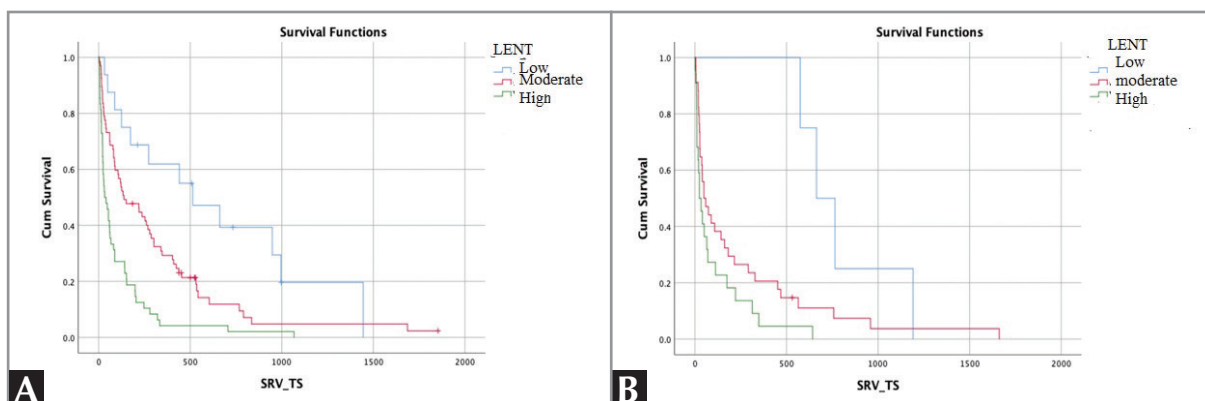 Survival Functions
LENT
Low
Moderate
High
Cum Survival
1.0
0.8
0.6
0.4
0.2
0.0
0
500
1000
1500
2000
SRV_TS
A
Survival Functions
LENT
Low
moderate
High
Cum Survival
1.0
0.8
0.6
0.4
0.2
0.0
0
500
1000
1500
2000
SRV_TS
B